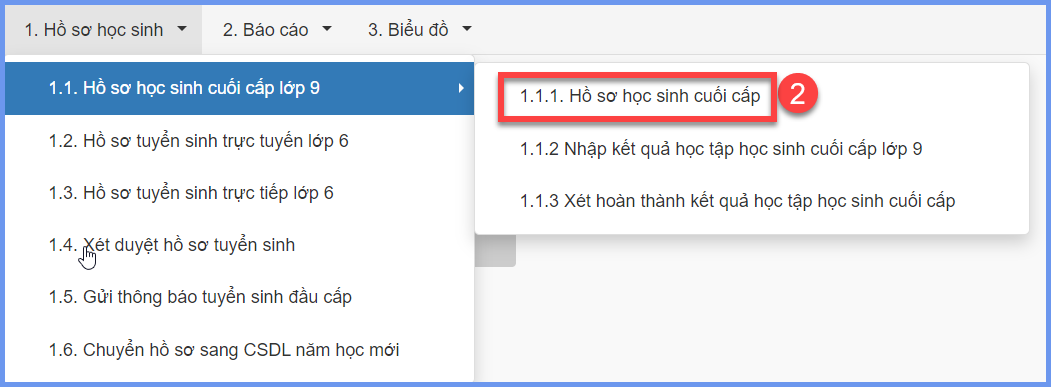 1. Hồ sơ học sinh
2. Báo cáo
3. Biểu đồ
1.1. Hồ sơ học sinh cuối cấp lớp 9
1.2. Hồ sơ tuyển sinh trực tuyến lớp 6
1.3. Hồ sơ tuyển sinh trực tiếp lớp 6
1.4. Xét duyệt hồ sơ tuyển sinh
1.5. Gửi thông báo tuyển sinh đầu cấp
1.6. Chuyển hồ sơ sang CSDL năm học mới
1.1.1. Hồ sơ học sinh cuối cấp
2
1.1.2 Nhập kết quả học tập học sinh cuối cấp lớp 9
1.1.3 Xét hoàn thành kết quả học tập học sinh cuối cấp